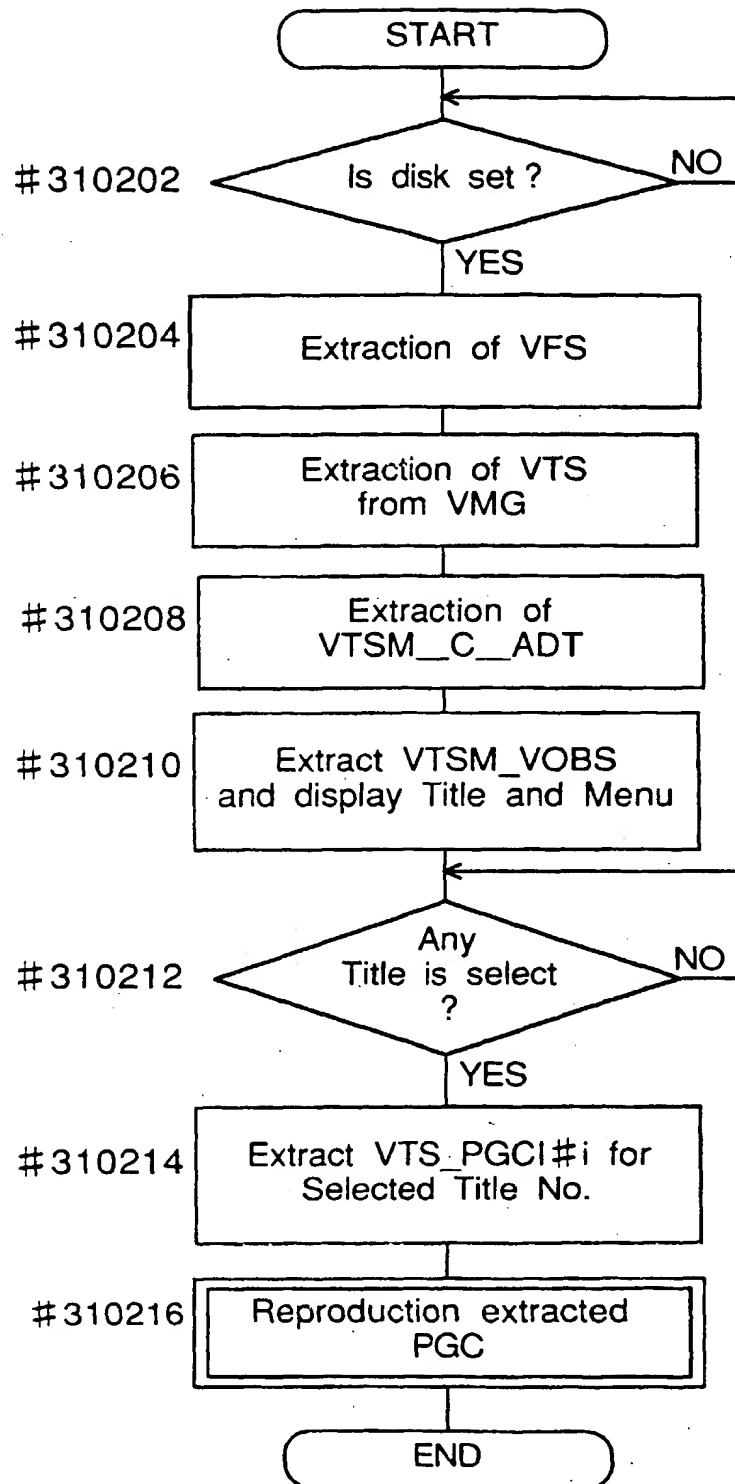 START
#310202
Is disk set ?
NO
YES
#310204
Extraction of VFS
#310206
Extraction of VTS
from VMG
#310208
Extraction of
VTSM__C__ADT
#310210
Extract VTSM_VOBS
and display Title and Menu
#310212
Any
Title is select
?
NO
YES
#310214
Extract VTS_PGCI#i for
Selected Title No.
#310216
Reproduction extracted
PGC
END